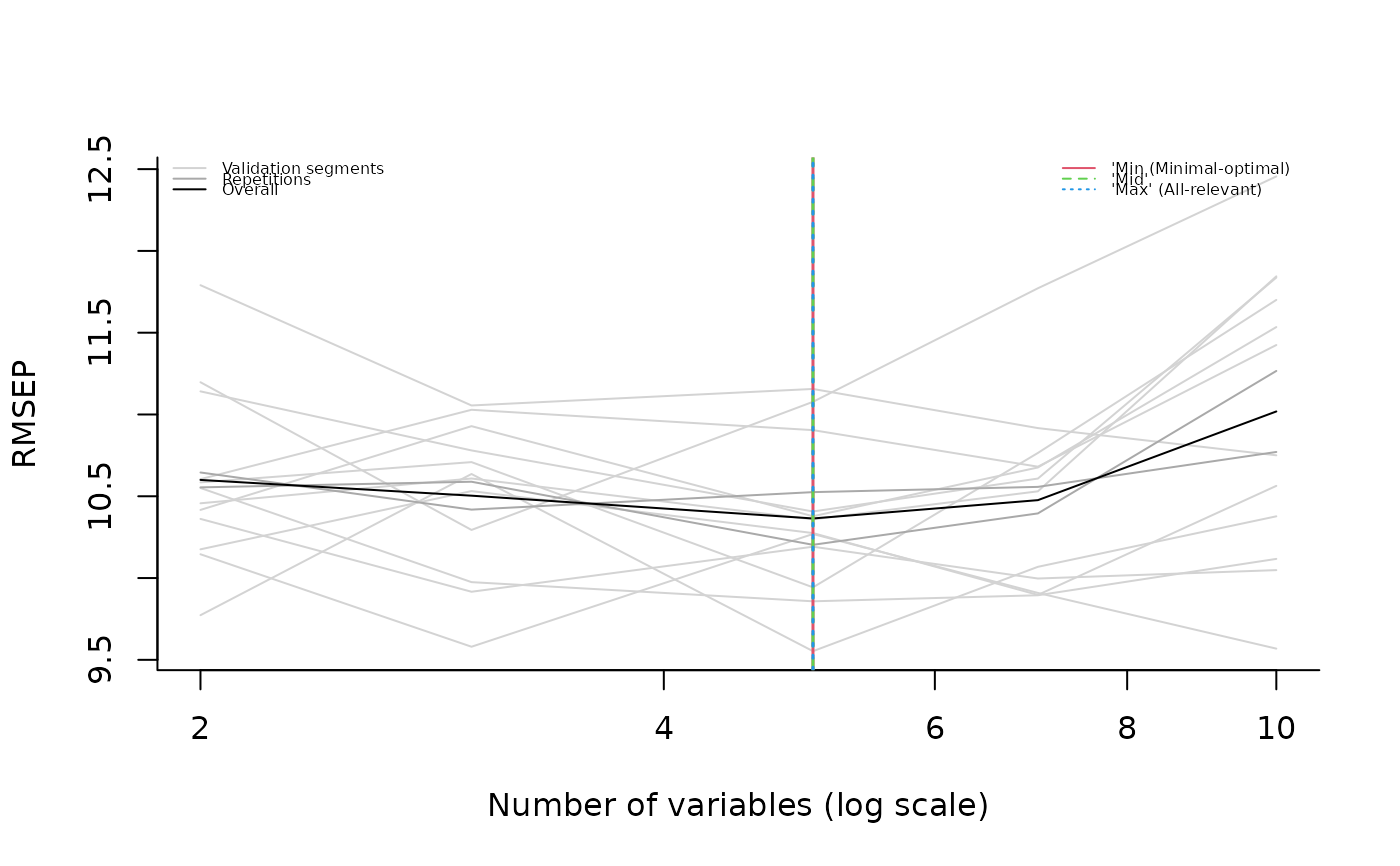 Validation segments
Repetitions
Overall
'Min (Minimal-optimal)
'Mid'
'Max' (All-relevant)
12.5
11.5
10.5
9.5
RMSEP
2 4 6 8 10
Number of variables (log scale)